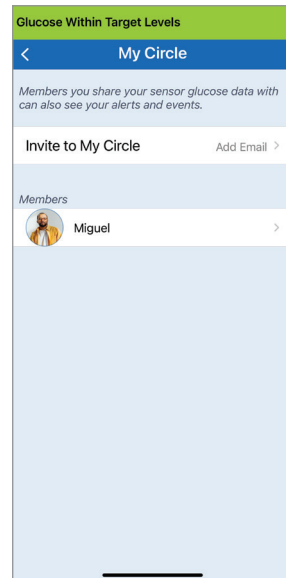 Glucose Within Target Levels
My Circle
Members you share your sensor glucose data with
can also see your alerts and events.
Invite to My Circle Add Email
Members
Miguel